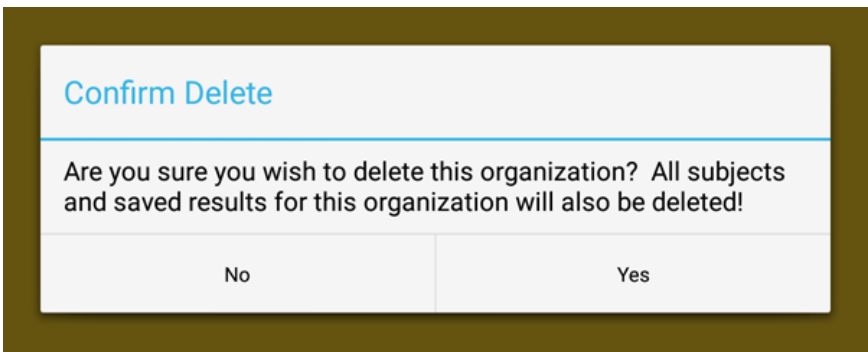 Confirm Delete
Are you sure you wish to delete this organization?  All subjects
and saved results for this organization will also be deleted!
No
Yes